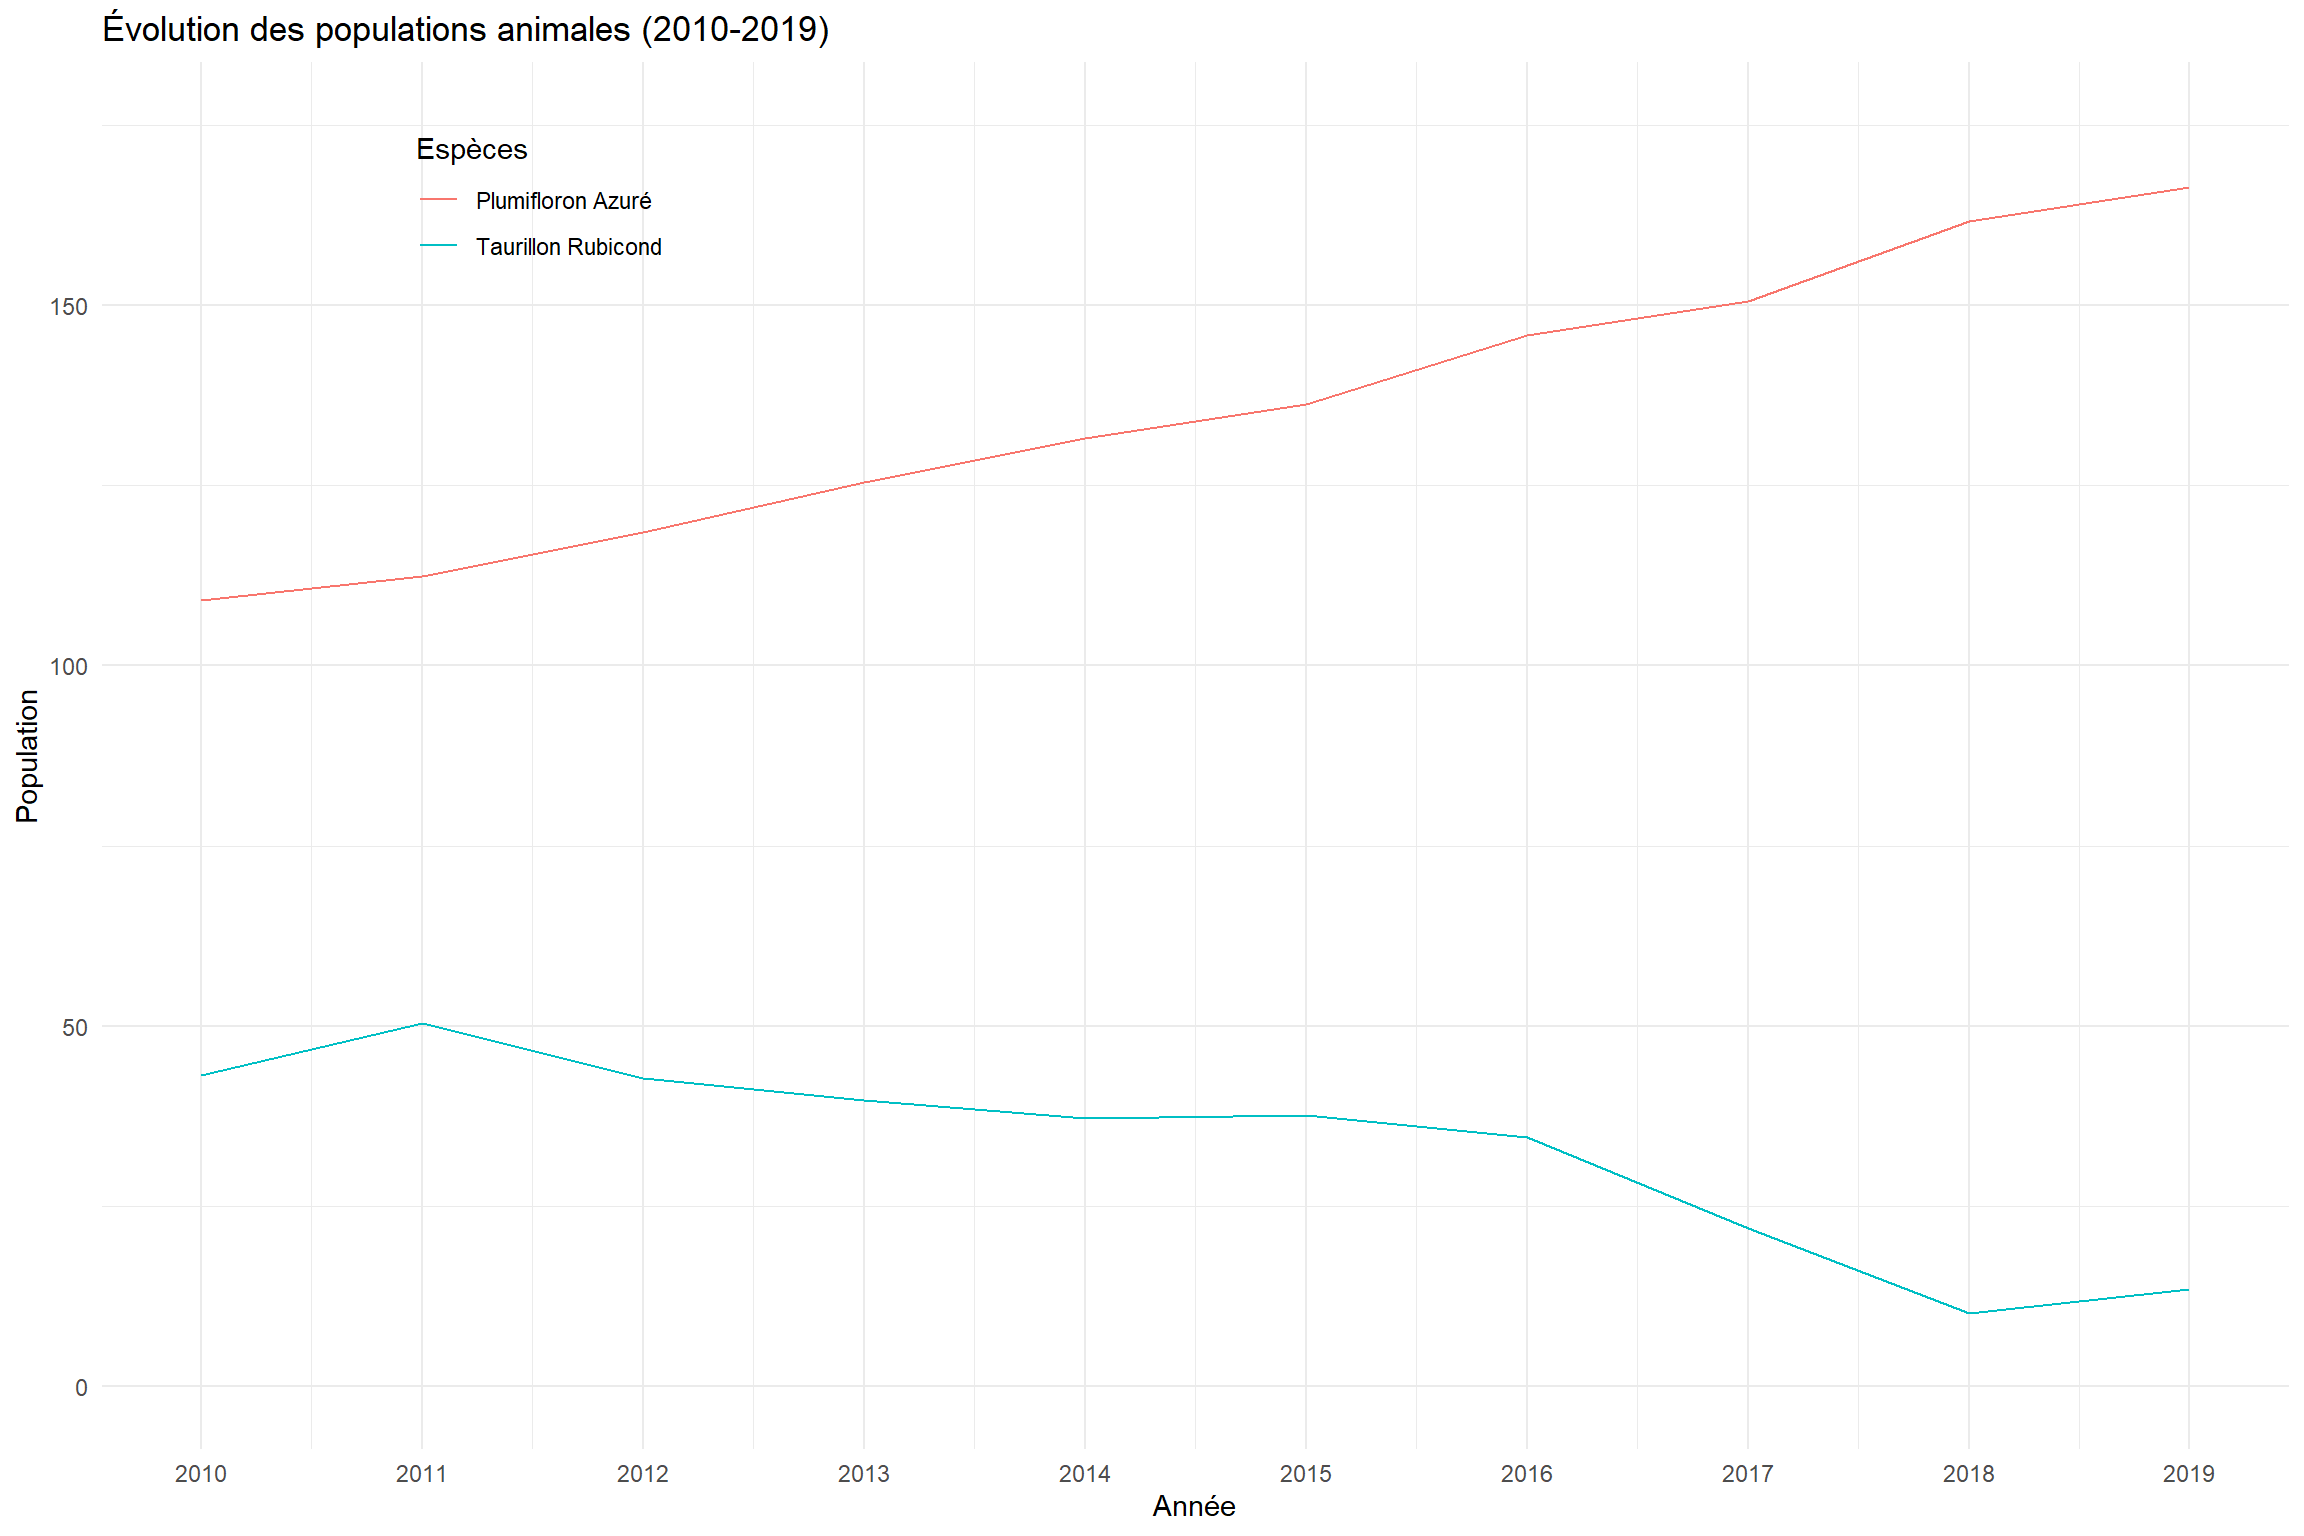 Évolution des populations animales (2010-2019)
Espèces
Plumifloron Azuré
Taurillon Rubicond
150
100
50
0
Population
2010 2011 2012 2013 2014 2015 2016 2017 2018 2019
Année